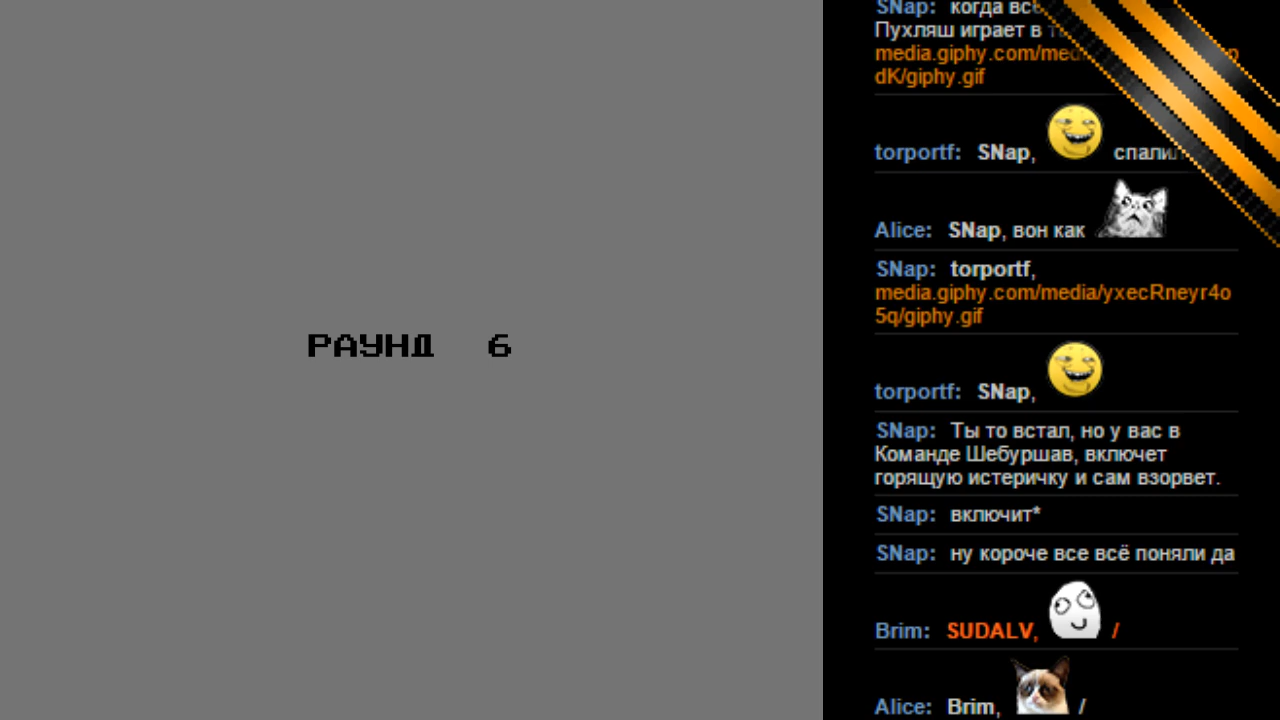 РАУНД 6
SNap: когда
Пухляш играет в
media.giphy.com/med
dK/giphy.gif
torportf: SNap, спалил
Alice: SNap, вон как
SNap: torportf,
media.giphy.com/media/yxecRneyr4o
5q/giphy.gif
torportf: SNap,
SNap: Ты то встал, но у вас в
Команде Шебуршав, включет
горящую истеричку и сам взорвет.
SNap: включит*
SNap: ну короче все всё поняли да
Brim: SUDALV, /
Alice: Brim, /